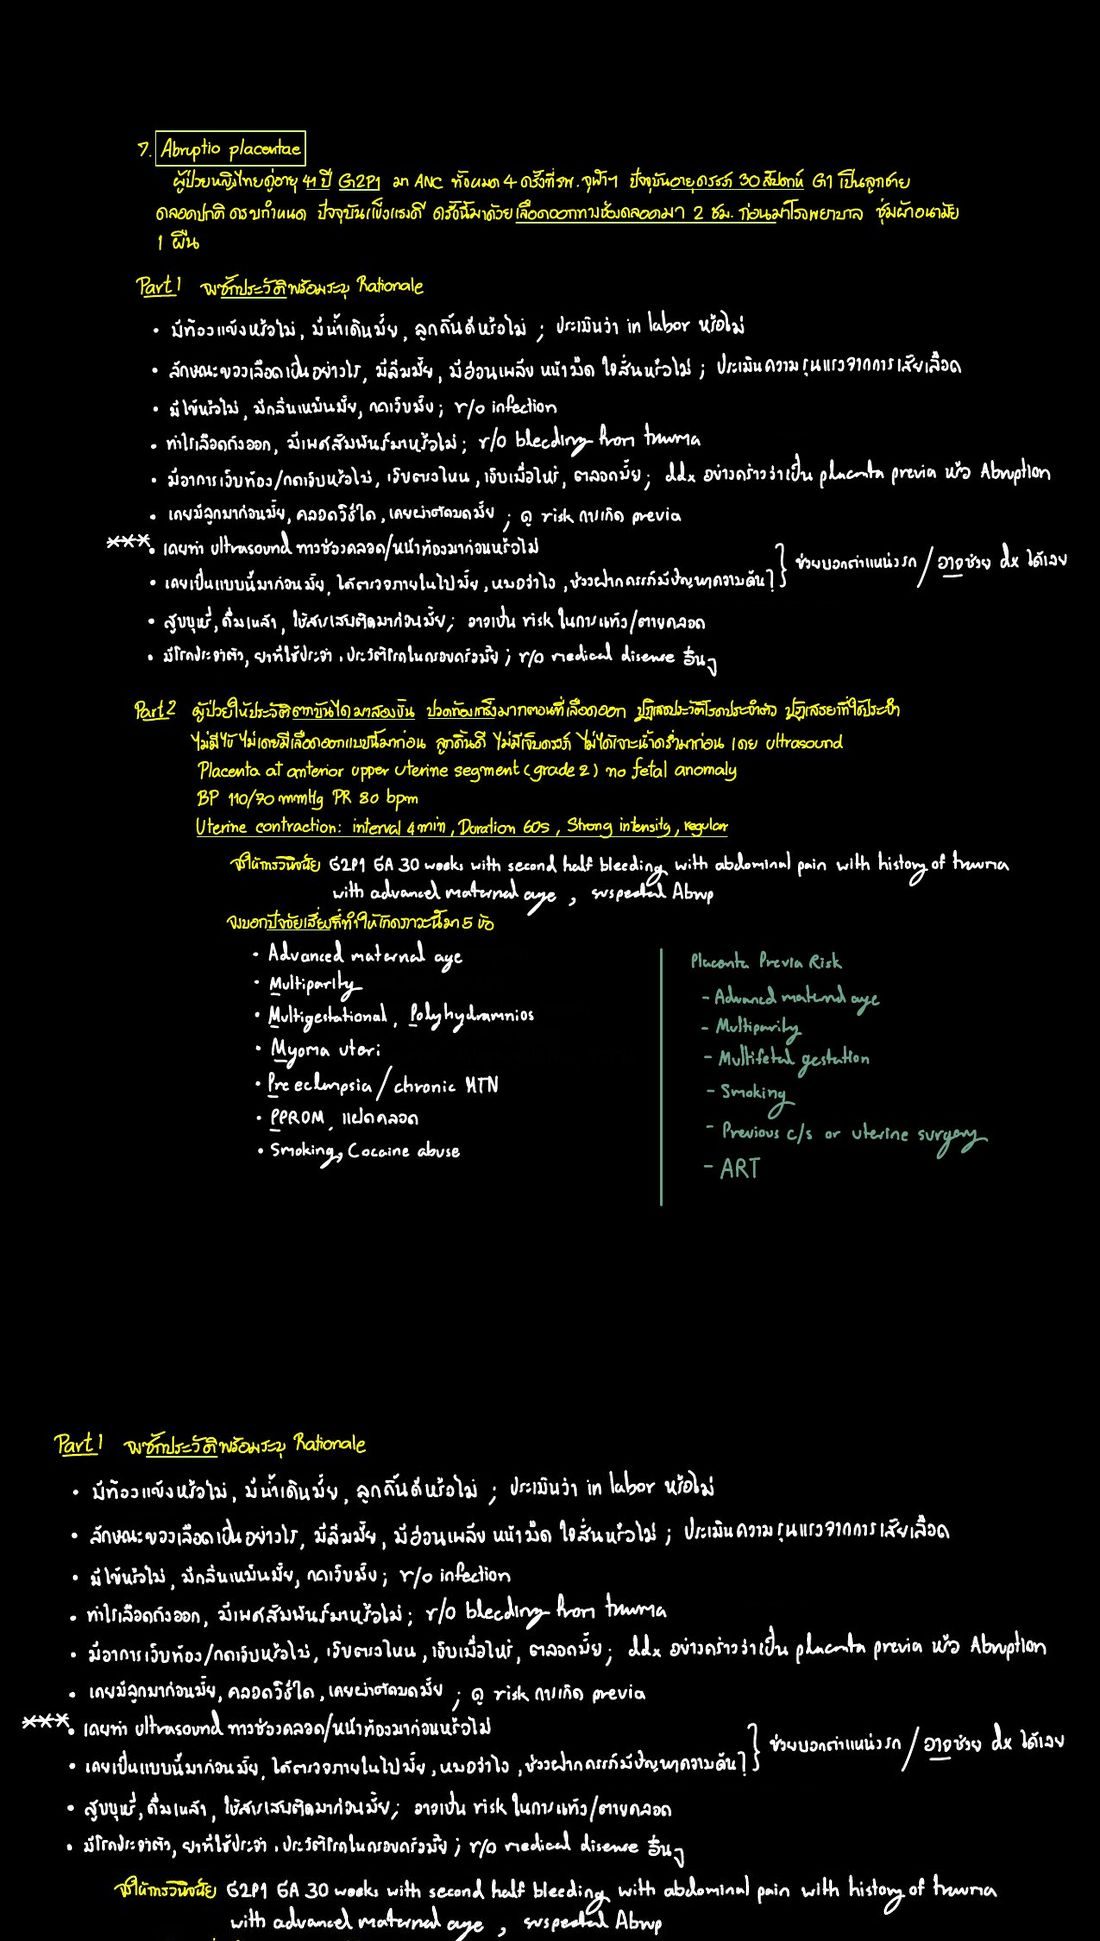 7. Abruptio placentae
ผู้ป่วยหญิงไทยคู่อายุ 41 ปี G2P1 มา ANC ทั้งหมด 4 ครั้งที่รพ.จุฬาฯ ปัจจุบันอายุครรภ์ 30 สัปดาห์ G1 เป็นลูกชาย
คลอดปกติ ครบกำหนด ปัจจุบันแข็งแรงดี ครั้งนี้มาด้วยเลือดออกทางช่องคลอดมา 2 ชม. ก่อนมาโรงพยาบาล ชุ่มผ้าอนามัย
1 ผืน
Part 1 จงซักประวัติพร้อมระบุ Rationale
• มีท้องแข็งหรือไม่, มีน้ำเดินมั้ย, ลูกดิ้นดีหรือไม่ ; ประเมินว่า in labor หรือไม่
• ลักษณะของเลือดเป็นอย่างไร, มีลิ่มมั้ย, มีอ่อนเพลีย หน้ามืด ใจสั่นหรือไม่ ; ประเมินความรุนแรงจากการเสียเลือด
• มีไข้หรือไม่, มีกลิ่นเหม็นมั้ย, กดเจ็บมั้ย ; r/o infection
• ทำไรเลือดถึงออก, มีเพศสัมพันธ์มาหรือไม่; r/o bleeding from truma
• มีอาการเจ็บท้อง/กดเจ็บหรือไม่, เจ็บตรงไหน, เจ็บเมื่อไหร่, ตลอดมั้ย; ddx อย่างคร่าวว่าเป็น placenta previa หรือ Abruption
• เคยมีลูกมาก่อนมั้ย, คลอดวิธีใด, เคยผ่าตัดมดมั้ย ; ดู risk การเกิด previa
***• เคยทำ ultrasound ทางช่องคลอด/หน้าท้องมาก่อนหรือไม่
} ช่วยบอกตำแหน่งรก / อาจช่วย dx ได้เลย
• เคยเป็นแบบนี้มาก่อนมั้ย, ได้ตรวจภายในไปมั้ย, หมอว่าไง, ช่วงฝากครรภ์มีปัญหาความดัน?
• สูบบุหรี่, ดื่มเหล้า, ใช้สารเสพติดมาก่อนมั้ย; อาจเป็น risk ในการแท้ง/ตายคลอด
• มีโรคประจำตัว, ยาที่ใช้ประจำ, ประวัติโรคในครอบครัวมั้ย ; r/o medical disease อื่นๆ
Part 2 ผู้ป่วยให้ประวัติตกบันไดมาสองขั้น ปวดท้องเกร็งมากตอนที่เลือดออก ปฏิเสธประวัติโรคประจำตัว ปฏิเสธยาที่ใช้ประจำ
ไม่มีไข้ ไม่เคยมีเลือดออกแบบนี้มาก่อน ลูกดิ้นดี ไม่มีเจ็บครรภ์ ไม่ได้เจาะน้ำคร่ำมาก่อน เคย ultrasound
Placenta at anterior upper uterine segment (grade 2) no fetal anomaly
BP 110/70 mmHg PR 80 bpm
Uterine contraction: interval 4 min, Duration 60s, Strong intensity, regular
จงให้การวินิจฉัย G2P1 GA 30 weeks with second half bleeding with abdominal pain with history of truma
with advanced maternal age, suspected Abrup
จงบอกปัจจัยเสี่ยงที่ทำให้เกิดภาวะนี้มา 5 ข้อ
• Advanced maternal age
• Multiparity
• Multigestational, Polyhydramnios
• Myoma uteri
• Pre eclampsia / chronic HTN
• PPROM, แฝดคลอด
• Smoking, Cocaine abuse
Placenta Previa Risk
- Advanced maternal age
- Multiparity
- Multifetal gestation
- Smoking
- Previous c/s or uterine surgery
- ART
Part 1 จงซักประวัติพร้อมระบุ Rationale
• มีท้องแข็งหรือไม่, มีน้ำเดินมั้ย, ลูกดิ้นดีหรือไม่ ; ประเมินว่า in labor หรือไม่
• ลักษณะของเลือดเป็นอย่างไร, มีลิ่มมั้ย, มีอ่อนเพลีย หน้ามืด ใจสั่นหรือไม่ ; ประเมินความรุนแรงจากการเสียเลือด
• มีไข้หรือไม่, มีกลิ่นเหม็นมั้ย, กดเจ็บมั้ย; r/o infection
• ทำไรเลือดถึงออก, มีเพศสัมพันธ์มาหรือไม่; r/o bleeding from truma
• มีอาการเจ็บท้อง/กดเจ็บหรือไม่, เจ็บตรงไหน, เจ็บเมื่อไหร่, ตลอดมั้ย; ddx อย่างคร่าวว่าเป็น placenta previa หรือ Abruption
• เคยมีลูกมาก่อนมั้ย, คลอดวิธีใด, เคยผ่าตัดมดมั้ย ; ดู risk การเกิด previa
***• เคยทำ ultrasound ทางช่องคลอด/หน้าท้องมาก่อนหรือไม่
} ช่วยบอกตำแหน่งรก / อาจช่วย dx ได้เลย
• เคยเป็นแบบนี้มาก่อนมั้ย, ได้ตรวจภายในไปมั้ย, หมอว่าไง, ช่วงฝากครรภ์มีปัญหาความดัน?
• สูบบุหรี่, ดื่มเหล้า, ใช้สารเสพติดมาก่อนมั้ย; อาจเป็น risk ในการแท้ง/ตายคลอด
• มีโรคประจำตัว, ยาที่ใช้ประจำ, ประวัติโรคในครอบครัวมั้ย ; r/o medical disease อื่นๆ
จงให้การวินิจฉัย G2P1 GA 30 weeks with second half bleeding with abdominal pain with history of truma
with advanced maternal age, suspected Abrup